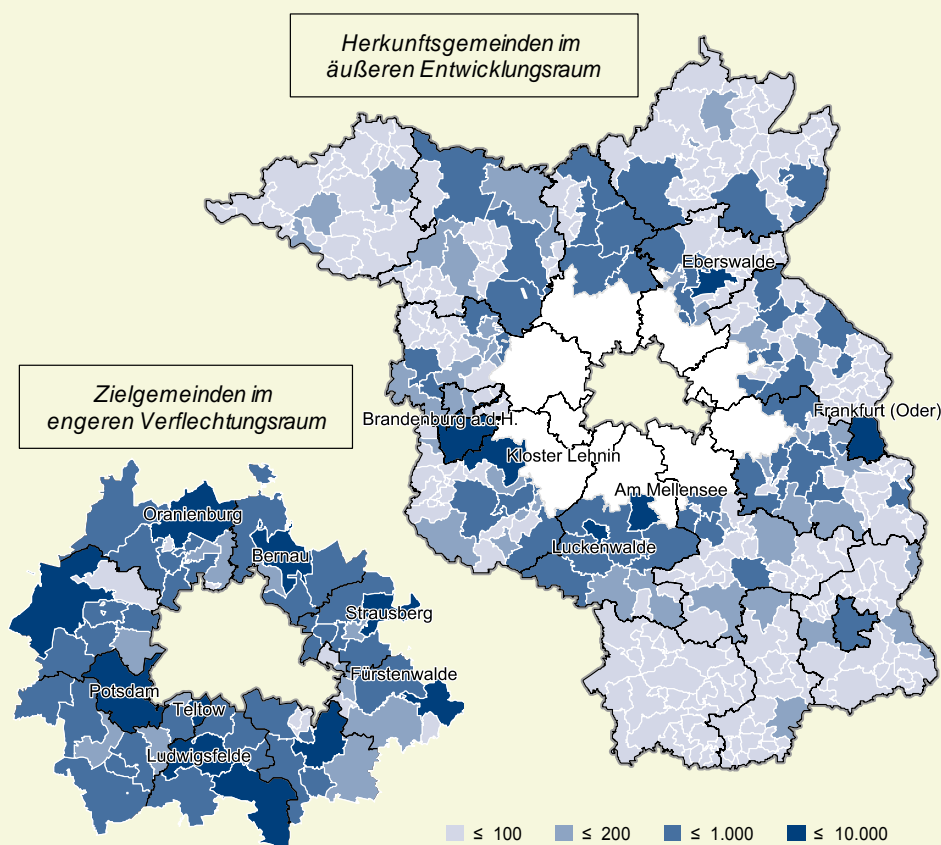 Herkunftsgemeinden im
äußeren Entwicklungsraum
Eberswalde
Zielgemeinden im
engeren Verflechtungsraum
Brandenburg a.d.H.
Frankfurt (Oder)
Kloster Lehnin
Am Mellensee
Luckenwalde
Oranienburg
Bernau
Strausberg
Fürstenwalde
Potsdam
Teltow
Ludwigsfelde
≤ 100 ≤ 200 ≤ 1.000 ≤ 10.000